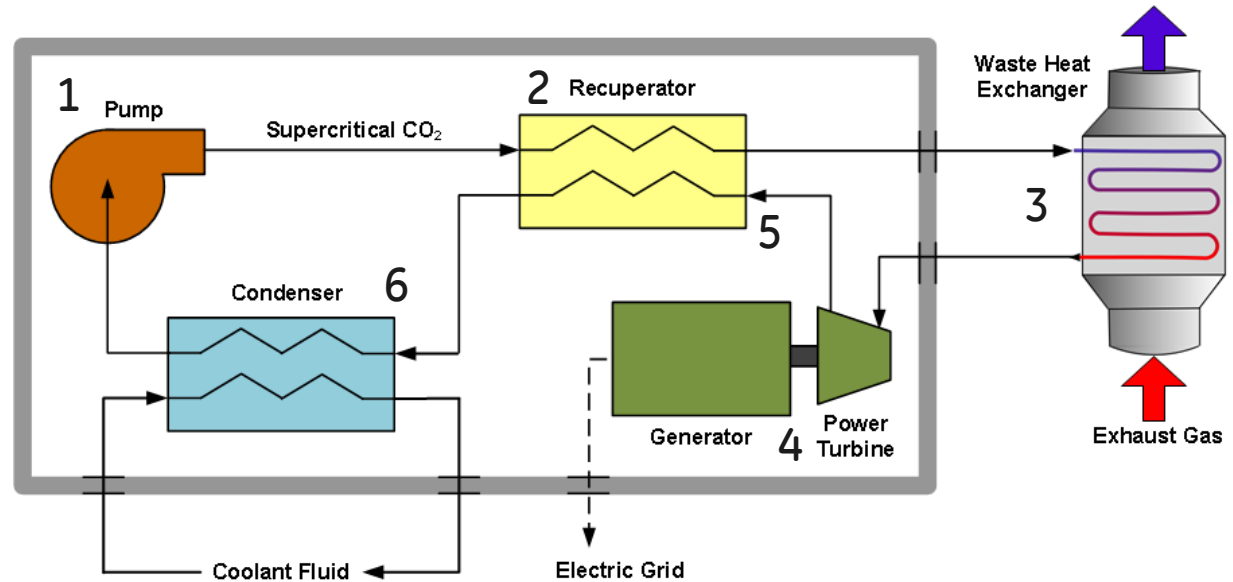 1
Pump
Supercritical CO₂
2
Recuperator
Waste Heat
Exchanger
3
5
Condenser
6
Generator
4
Power
Turbine
Exhaust Gas
Coolant Fluid
Electric Grid